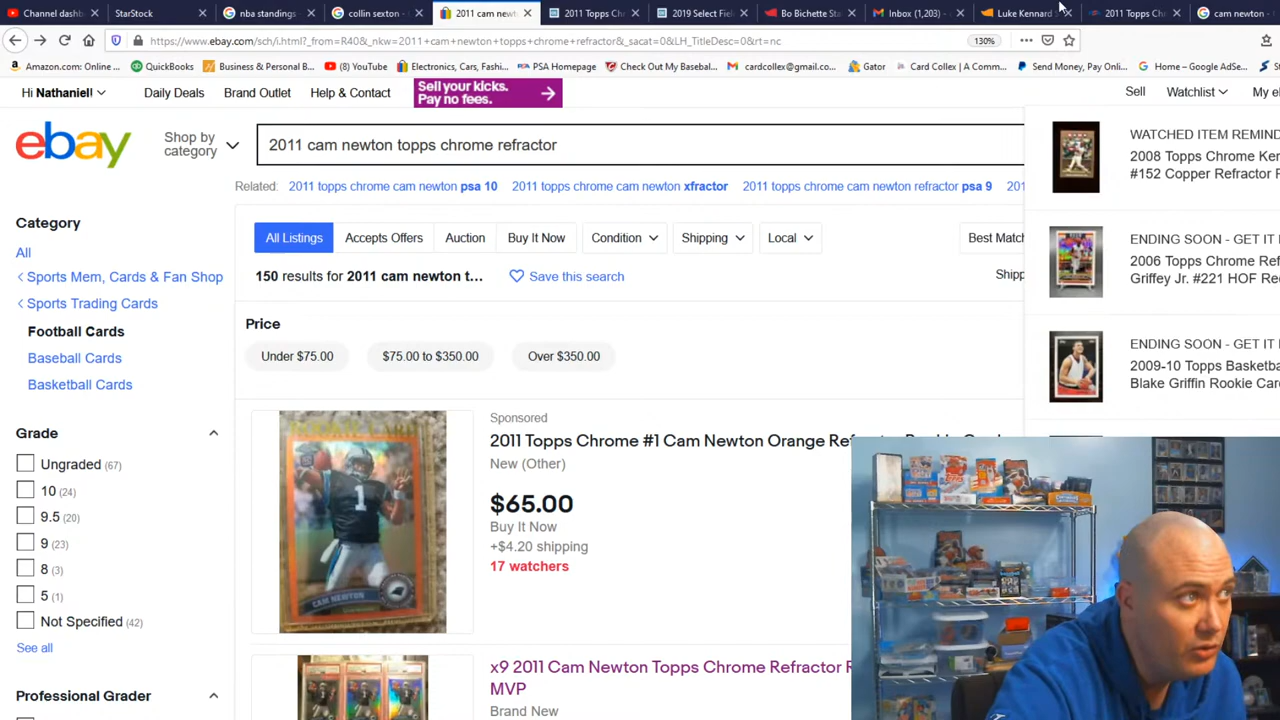 Channel dashb
StarStock
nba standings
collin sexton -
2011 cam newt
2011 Topps Chr
2019 Select Fiel
Bo Bichette Sta
Inbox (1,203) -
Luke Kennard S
2011 Topps Chr
cam newton -
https://www.ebay.com/sch/i.html?_from=R40&_nkw=2011+cam+newton+topps+chrome+refractor&_sacat=0&LH_TitleDesc=0&rt=nc
130%
Amazon.com: Online ...
QuickBooks
Business & Personal B...
(8) YouTube
Electronics, Cars, Fashi...
PSA Homepage
Check Out My Basebal...
cardcollex@gmail.co...
Gator
Card Collex | A Comm...
Send Money, Pay Onli...
Home – Google AdSe...
St
Hi Nathaniel!
Daily Deals
Brand Outlet
Help & Contact
Sell your kicks.
Pay no fees.
Sell
Watchlist
My e
ebay
Shop by
category
2011 cam newton topps chrome refractor
Related:
2011 topps chrome cam newton psa 10
2011 topps chrome cam newton xfractor
2011 topps chrome cam newton refractor psa 9
201
WATCHED ITEM REMIND
2008 Topps Chrome Ken
#152 Copper Refractor F
ENDING SOON - GET IT
2006 Topps Chrome Ref
Griffey Jr. #221 HOF Re
ENDING SOON - GET IT
2009-10 Topps Basketba
Blake Griffin Rookie Car
Category
All
Sports Mem, Cards & Fan Shop
Sports Trading Cards
Football Cards
Baseball Cards
Basketball Cards
All Listings
Accepts Offers
Auction
Buy It Now
Condition
Shipping
Local
Best Match
150 results for 2011 cam newton t...
Save this search
Shipp
Price
Under $75.00
$75.00 to $350.00
Over $350.00
Grade
Ungraded (67)
10 (24)
9.5 (20)
9 (23)
8 (3)
5 (1)
Not Specified (42)
See all
Professional Grader
Sponsored
2011 Topps Chrome #1 Cam Newton Orange Refractor Rookie Card
New (Other)
$65.00
Buy It Now
+$4.20 shipping
17 watchers
CAM NEWTON
x9 2011 Cam Newton Topps Chrome Refractor R
MVP
Brand New